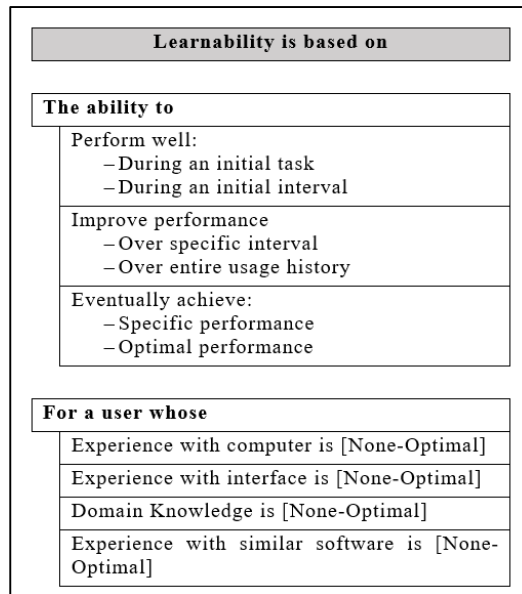 Learnability is based on
The ability to
Perform well:
– During an initial task
– During an initial interval
Improve performance
– Over specific interval
– Over entire usage history
Eventually achieve:
– Specific performance
– Optimal performance
For a user whose
Experience with computer is [None-Optimal]
Experience with interface is [None-Optimal]
Domain Knowledge is [None-Optimal]
Experience with similar software is [None-
Optimal]